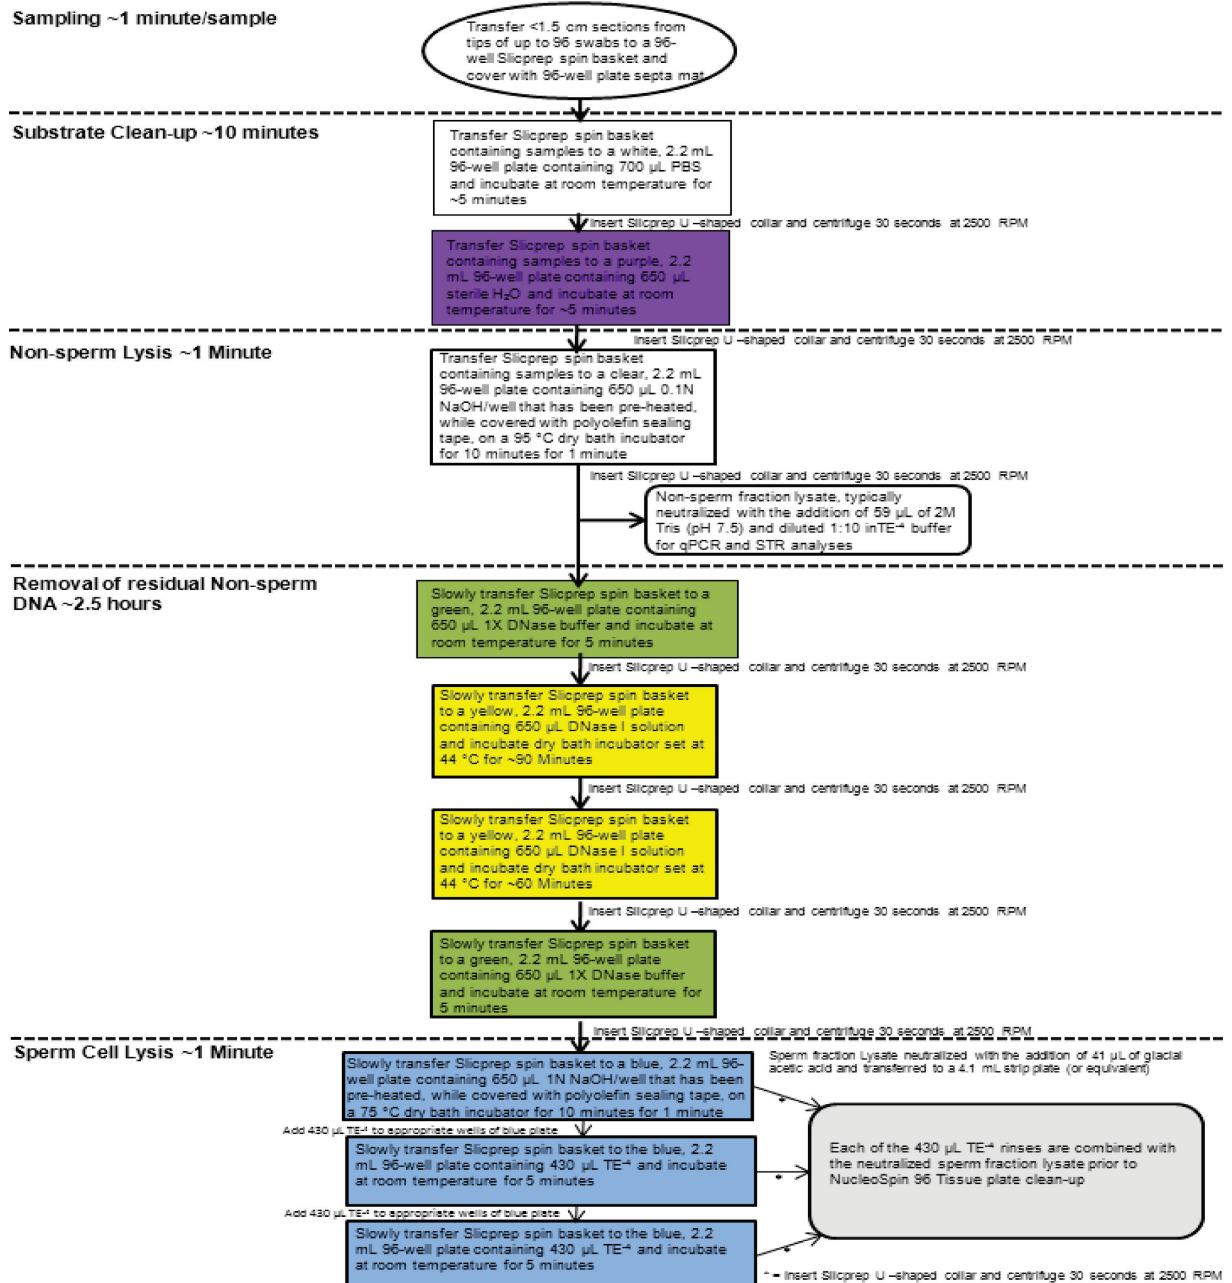 Sampling ~1 minute/sample
Transfer <1.5 cm sections from
tips of up to 96 swabs to a 96-
well Slicprep spin basket and
cover with 96-well plate septa mat
Substrate Clean-up ~10 minutes
Transfer Slicprep spin basket
containing samples to a white, 2.2 mL
96-well plate containing 700 µL PBS
and incubate at room temperature for
~5 minutes
Insert Slicprep U –shaped collar and centrifuge 30 seconds at 2500 RPM
Transfer Slicprep spin basket
containing samples to a purple, 2.2
mL 96-well plate containing 650 µL
sterile H₂O and incubate at room
temperature for ~5 minutes
Non-sperm Lysis ~1 Minute
Insert Slicprep U –shaped collar and centrifuge 30 seconds at 2500 RPM
Transfer Slicprep spin basket
containing samples to a clear, 2.2 mL
96-well plate containing 650 µL 0.1N
NaOH/well that has been pre-heated,
while covered with polyolefin sealing
tape, on a 95 °C dry bath incubator
for 10 minutes for 1 minute
Insert Slicprep U –shaped collar and centrifuge 30 seconds at 2500 RPM
Non-sperm fraction lysate, typically
neutralized with the addition of 59 µL of 2M
Tris (pH 7.5) and diluted 1:10 inTE⁻⁴ buffer
for qPCR and STR analyses
Removal of residual Non-sperm
DNA ~2.5 hours
Slowly transfer Slicprep spin basket to a
green, 2.2 mL 96-well plate containing
650 µL 1X DNase buffer and incubate at
room temperature for 5 minutes
Insert Slicprep U –shaped collar and centrifuge 30 seconds at 2500 RPM
Slowly transfer Slicprep spin basket
to a yellow, 2.2 mL 96-well plate
containing 650 µL DNase I solution
and incubate dry bath incubator set at
44 °C for ~90 Minutes
Insert Slicprep U –shaped collar and centrifuge 30 seconds at 2500 RPM
Slowly transfer Slicprep spin basket
to a yellow, 2.2 mL 96-well plate
containing 650 µL DNase I solution
and incubate dry bath incubator set at
44 °C for ~60 Minutes
Insert Slicprep U –shaped collar and centrifuge 30 seconds at 2500 RPM
Slowly transfer Slicprep spin basket
to a green, 2.2 mL 96-well plate
containing 650 µL 1X DNase buffer
and incubate at room temperature for
5 minutes
Insert Slicprep U –shaped collar and centrifuge 30 seconds at 2500 RPM
Sperm Cell Lysis ~1 Minute
Slowly transfer Slicprep spin basket to a blue, 2.2 mL 96-
well plate containing 650 µL 1N NaOH/well that has been
pre-heated, while covered with polyolefin sealing tape, on
a 75 °C dry bath incubator for 10 minutes for 1 minute
Sperm fraction Lysate neutralized with the addition of 41 µL of glacial
acetic acid and transferred to a 4.1 mL strip plate (or equivalent)
*
Add 430 µL TE⁻⁴ to appropriate wells of blue plate
Slowly transfer Slicprep spin basket to the blue, 2.2
mL 96-well plate containing 430 µL TE⁻⁴ and incubate
at room temperature for 5 minutes
*
Each of the 430 µL TE⁻⁴ rinses are combined with
the neutralized sperm fraction lysate prior to
NucleoSpin 96 Tissue plate clean-up
Add 430 µL TE⁻⁴ to appropriate wells of blue plate
Slowly transfer Slicprep spin basket to the blue, 2.2
mL 96-well plate containing 430 µL TE⁻⁴ and incubate
at room temperature for 5 minutes
*
* = Insert Slicprep U –shaped collar and centrifuge 30 seconds at 2500 RPM